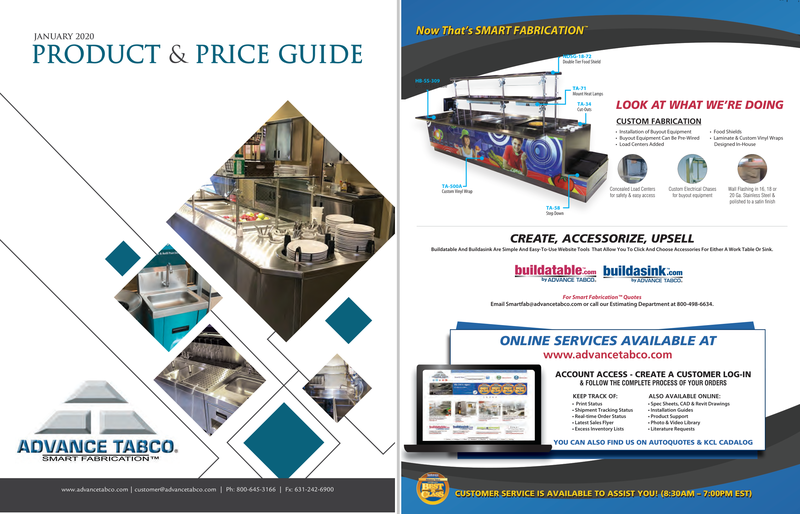 JANUARY 2020
PRODUCT & PRICE GUIDE
ADVANCE TABCO®
SMART FABRICATION™
www.advancetabco.com | customer@advancetabco.com | Ph: 800-645-3166 | Fx: 631-242-6900
Now That's SMART FABRICATION™
Double Tier Food Shield
TA-71
Mount Heat Lamps
TA-34
Cut-Outs
TA-500A
Custom Vinyl Wrap
TA-58
Step Down
LOOK AT WHAT WE'RE DOING
CUSTOM FABRICATION
• Installation of Buyout Equipment
• Buyout Equipment Can Be Pre-Wired
• Load Centers Added
• Food Shields
• Laminate & Custom Vinyl Wraps
Designed In-House
Concealed Load Centers
for safety & easy access
Custom Electrical Chases
for buyout equipment
Wall Flashing in 16, 18 or
20 Ga. Stainless Steel &
polished to a satin finish
CREATE, ACCESSORIZE, UPSELL
Buildatable And Buildasink Are Simple And Easy-To-Use Website Tools That Allow You To Click And Choose Accessories For Either A Work Table Or Sink.
buildatable.com
by ADVANCE TABCO.
buildasink.com
by ADVANCE TABCO.
For Smart Fabrication™ Quotes
Email Smartfab@advancetabco.com or call our Estimating Department at 800-498-6634.
ONLINE SERVICES AVAILABLE AT
www.advancetabco.com
ACCOUNT ACCESS - CREATE A CUSTOMER LOG-IN
& FOLLOW THE COMPLETE PROCESS OF YOUR ORDERS
KEEP TRACK OF:
• Print Status
• Shipment Tracking Status
• Real-time Order Status
• Latest Sales Flyer
• Excess Inventory Lists
ALSO AVAILABLE ONLINE:
• Spec Sheets, CAD & Revit Drawings
• Installation Guides
• Product Support
• Photo & Video Library
• Literature Requests
YOU CAN ALSO FIND US ON AUTOQUOTES & KCL CADALOG
BEST IN CLASS
CUSTOMER SERVICE IS AVAILABLE TO ASSIST YOU! (8:30AM – 7:00PM EST)